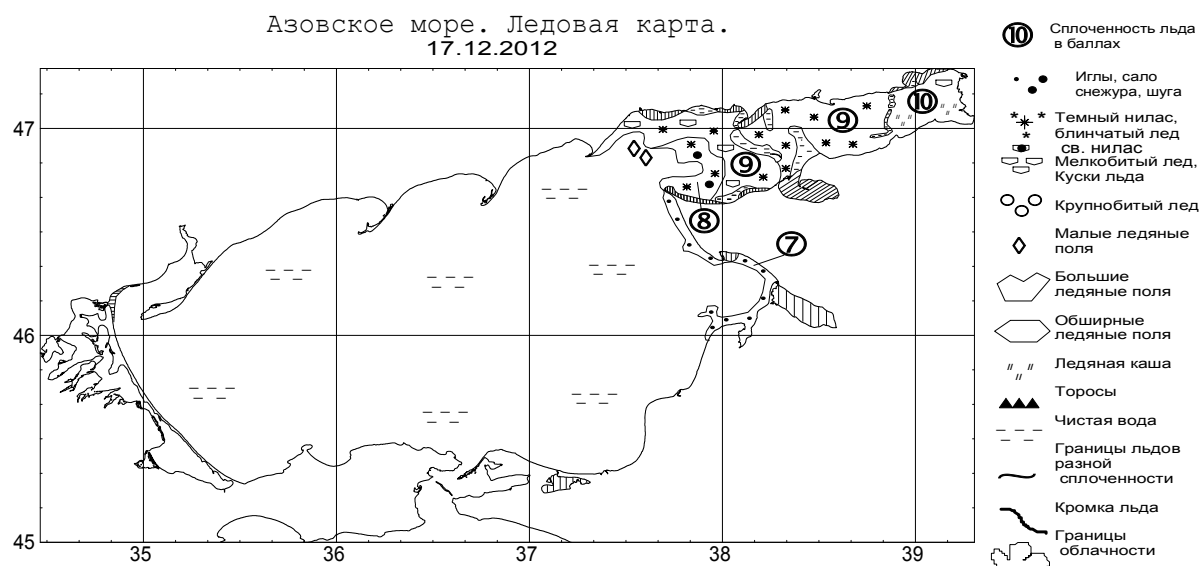 Азовское море. Ледовая карта.
17.12.2012
10
Сплоченность льда
в баллах
Иглы, сало
снежура, шуга
Темный нилас,
блинчатый лед
св. нилас
Мелкобитый лед,
Куски льда
Крупнобитый лед
Малые ледяные
поля
Большие
ледяные поля
Обширные
ледяные поля
Ледяная каша
Торосы
Чистая вода
Границы льдов
разной
сплоченности
Кромка льда
Границы
облачности
47
46
45
35
36
37
38
39
10
9
9
8
7